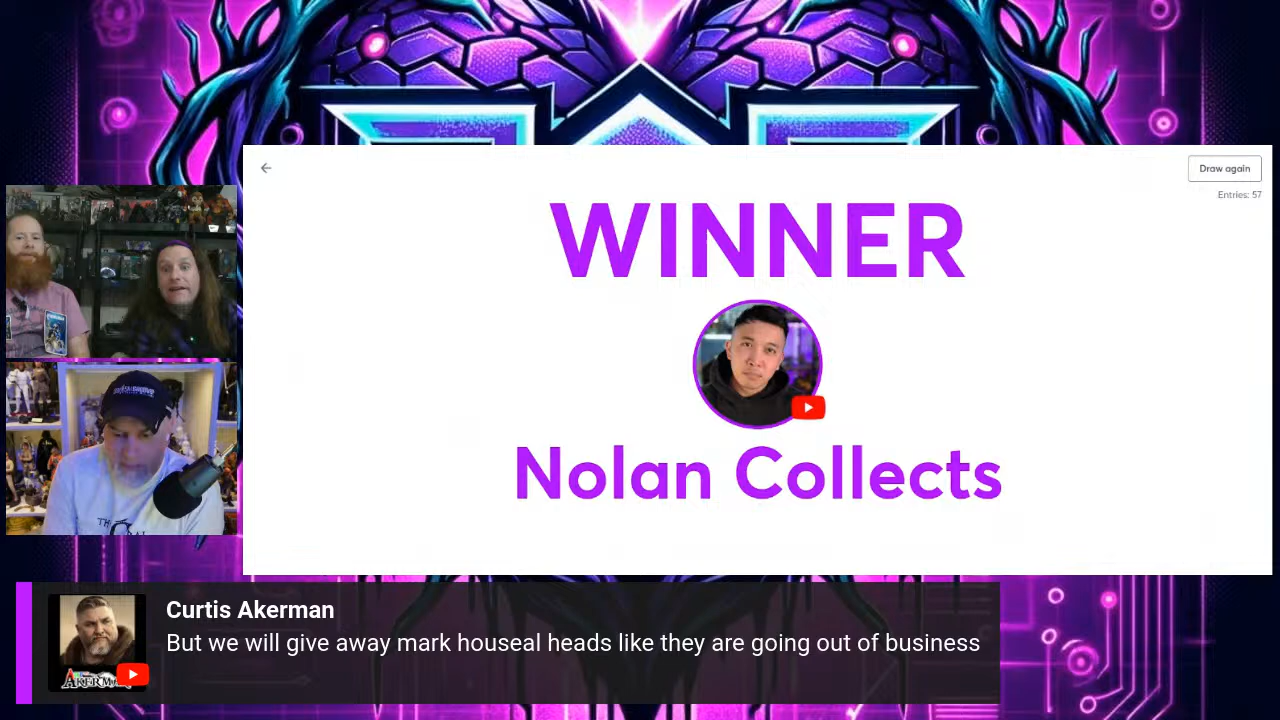 Draw again
Entries: 57
WINNER
Nolan Collects
Curtis Akerman
But we will give away mark houseal heads like they are going out of business